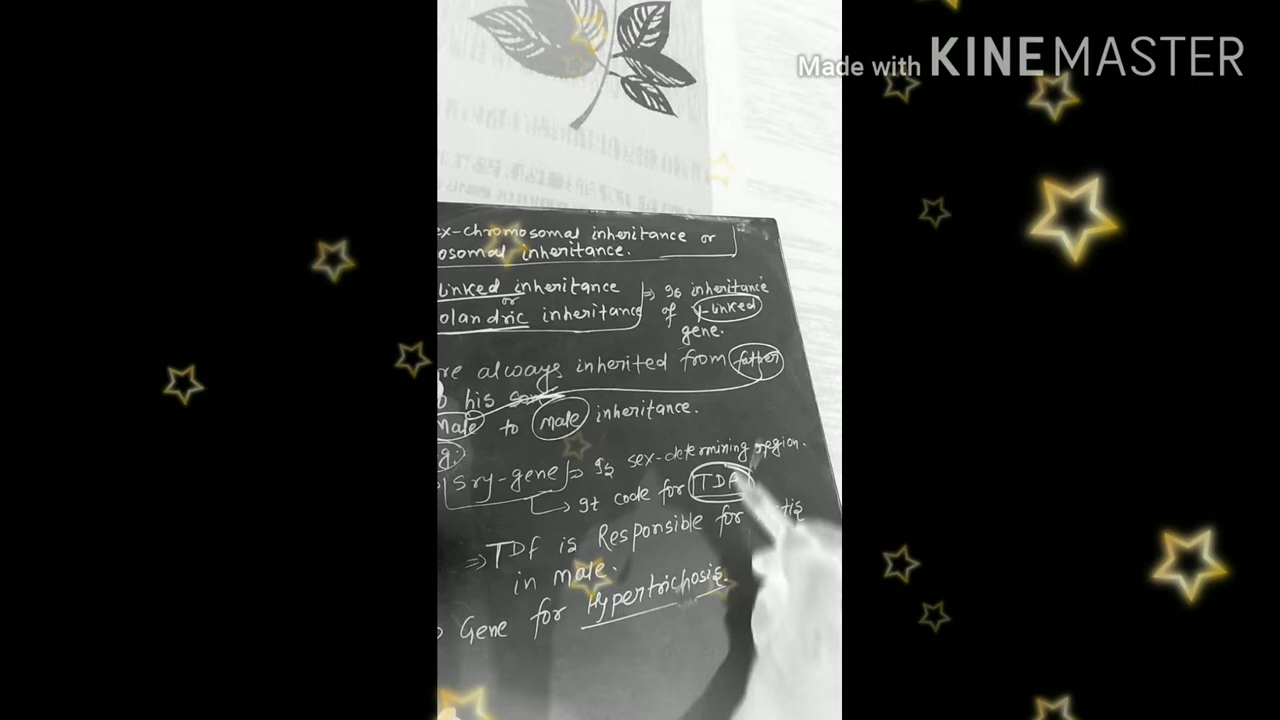 Made with KINEMASTER
ex-chromosomal inheritance or
osomal inheritance.
linked inheritance
or
olandric inheritance
⇒ Is inheritance
of Y-linked
gene.
re always inherited from father
his
Male to male inheritance.
g:
Sry-gene ⇒ Is sex-determining region.
→ It code for TDF
⇒ TDF is Responsible for
in male.
Gene for Hypertrichosis.